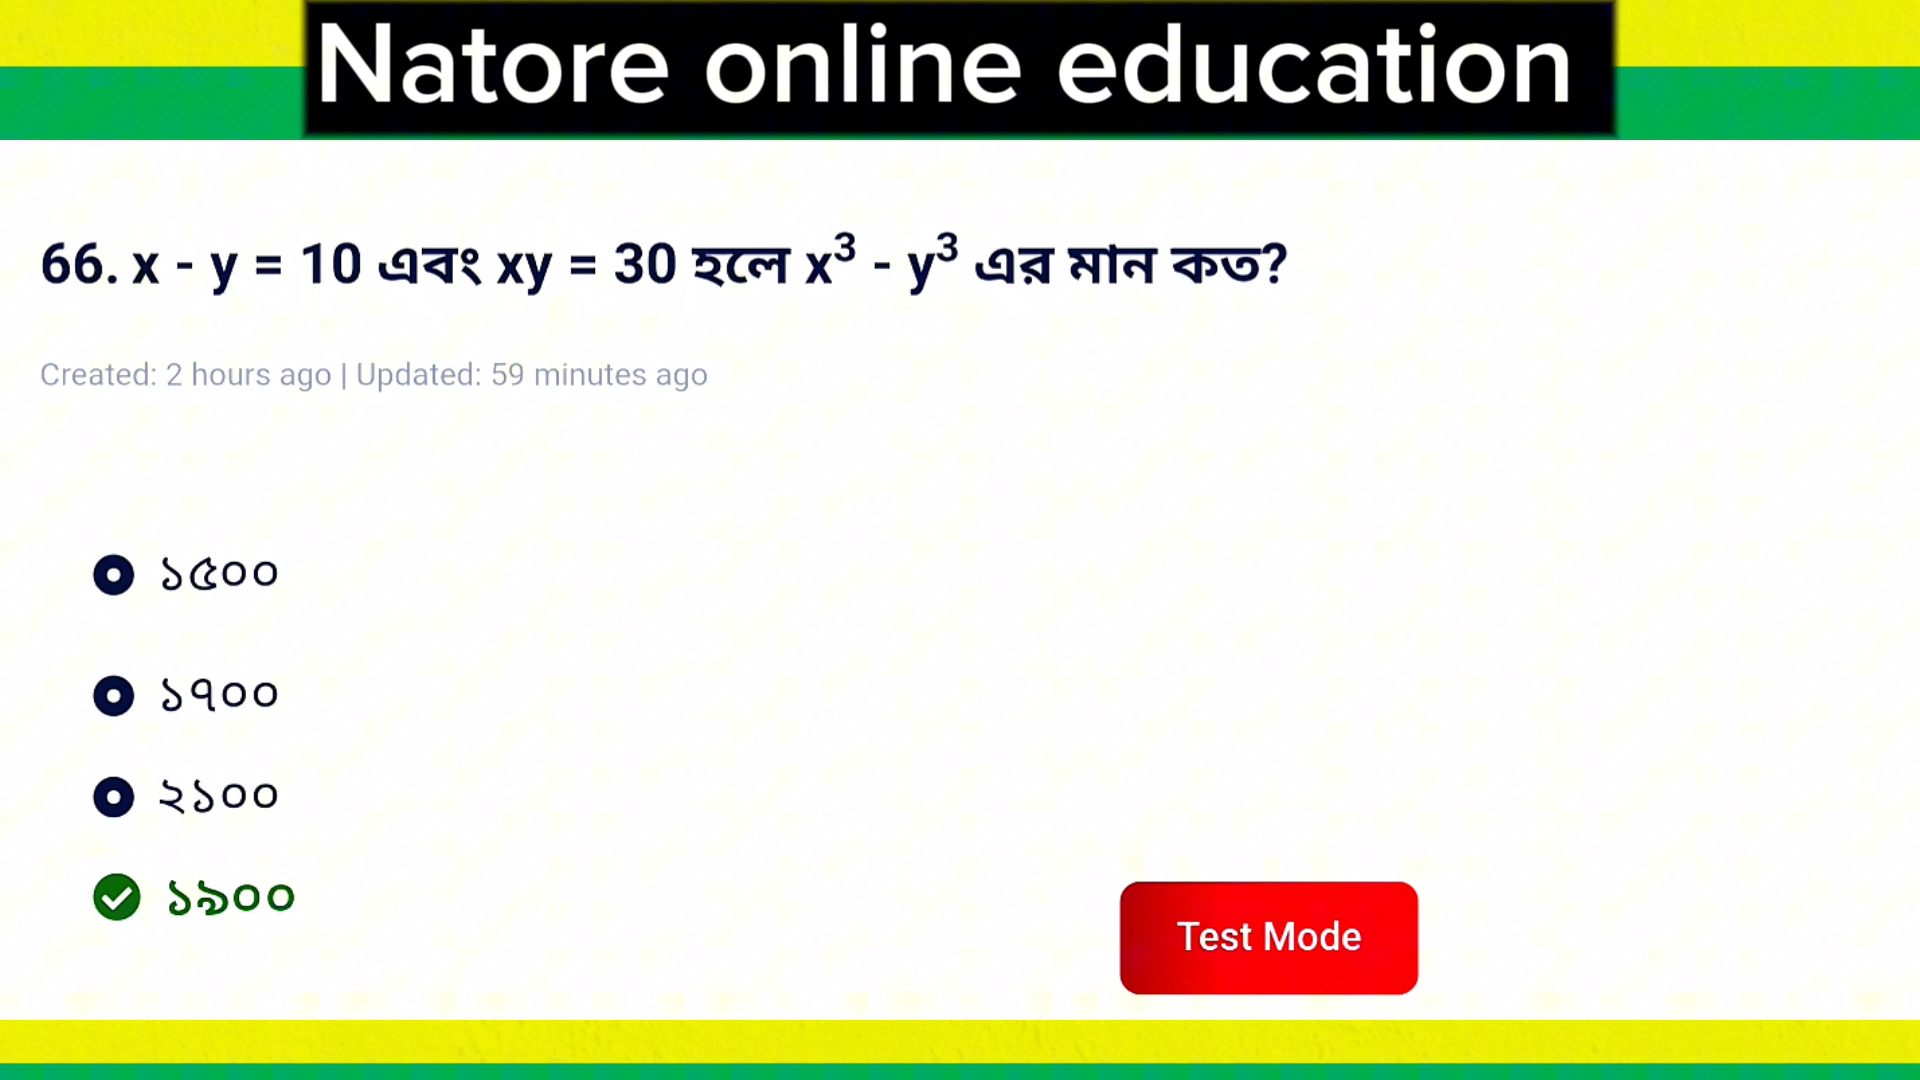 Natore online education
66. x - y = 10 এবং xy = 30 হলে x³ - y³ এর মান কত?
Created: 2 hours ago | Updated: 59 minutes ago
১৫০০
১৭০০
২১০০
১৯০০
Test Mode